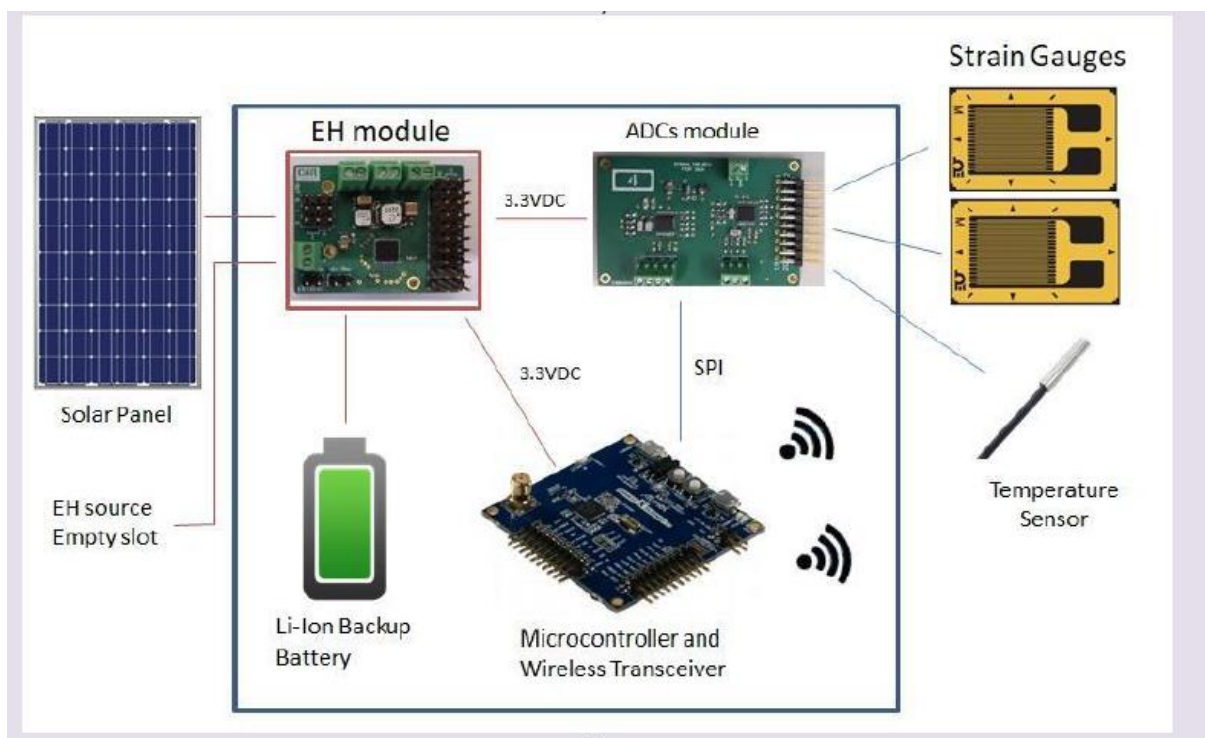 Strain Gauges
EH module
ADCs module
3.3VDC
3.3VDC
SPI
Solar Panel
EH source
Empty slot
Li-Ion Backup
Battery
Microcontroller and
Wireless Transceiver
Temperature
Sensor